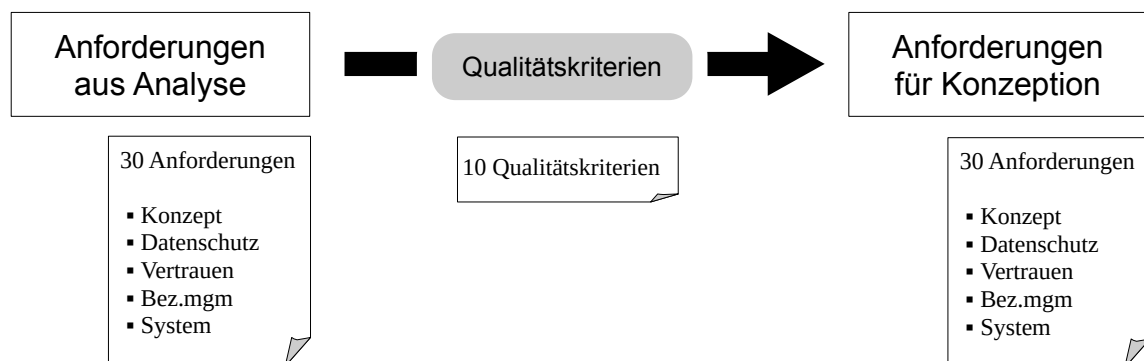 Anforderungen
aus Analyse
Qualitätskriterien
Anforderungen
für Konzeption
30 Anforderungen
▪ Konzept
▪ Datenschutz
▪ Vertrauen
▪ Bez.mgm
▪ System
10 Qualitätskriterien
30 Anforderungen
▪ Konzept
▪ Datenschutz
▪ Vertrauen
▪ Bez.mgm
▪ System